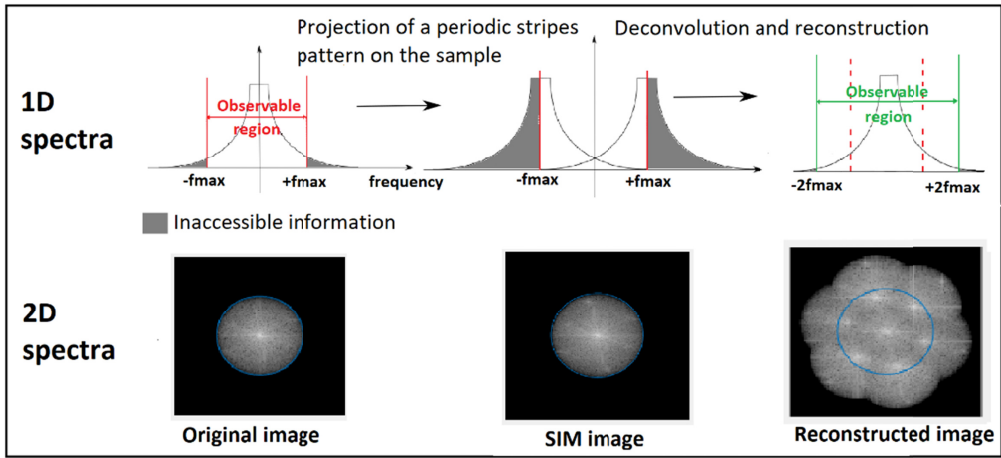 Projection of a periodic stripes
pattern on the sample
Deconvolution and reconstruction
1D
spectra
Observable
region
-fmax
+fmax
frequency
-fmax
+fmax
Observable
region
-2fmax
+2fmax
Inaccessible information
2D
spectra
Original image
SIM image
Reconstructed image